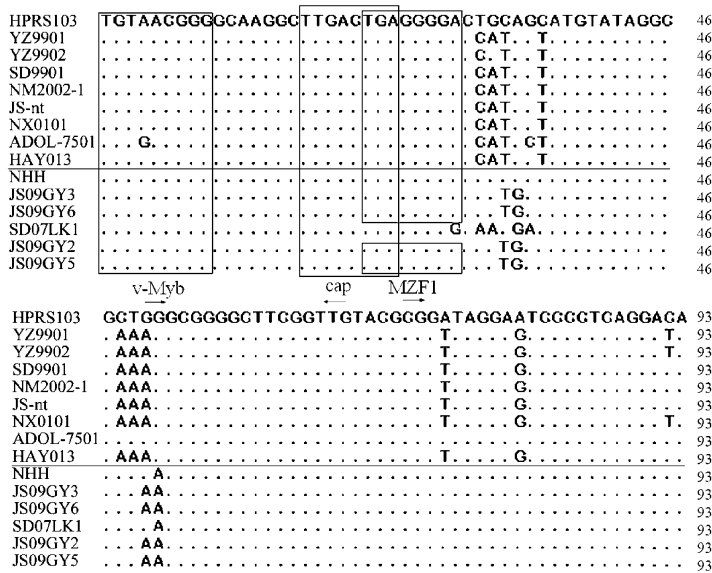 HPRS103 TGTAACGGGGCAAGGCTTGACTGAGGGGACTGCAGCATGTATAGGC 46
YZ9901 ..............................CAT..T.......... 46
YZ9902 ..............................C.T..T.......... 46
SD9901 ..............................CAT..T.......... 46
NM2002-1 ..............................CAT..T.......... 46
JS-nt ..............................CAT..T.......... 46
NX0101 ..............................CAT..T.......... 46
ADOL-7501 ...G..........................CAT.CT.......... 46
HAY013 ..............................CAT..T.......... 46
NHH .............................................. 46
JS09GY3 ................................TG............ 46
JS09GY6 ................................TG............ 46
SD07LK1 ............................G.AA.GA........... 46
JS09GY2 ................................TG............ 46
JS09GY5 ................................TG............ 46
v-Myb cap MZF1
HPRS103 GCTGGGCGGGGCTTCGGTTGTACGCGGATAGGAATCCCCTCAGGACA 93
YZ9901 .AAA.......................T.....G...........T. 93
YZ9902 .AAA.......................T.....G...........T. 93
SD9901 .AAA.......................T.....G............. 93
NM2002-1 .AAA.......................T.....G............. 93
JS-nt .AAA.......................T.....G............. 93
NX0101 .AAA.......................T.....G...........T. 93
ADOL-7501 ............................................... 93
HAY013 .AAA.......................T.....G............. 93
NHH ....A.......................................... 93
JS09GY3 ...AA.......................................... 93
JS09GY6 ...AA.......................................... 93
SD07LK1 ....A.......................................... 93
JS09GY2 ...AA.......................................... 93
JS09GY5 ...AA.......................................... 93